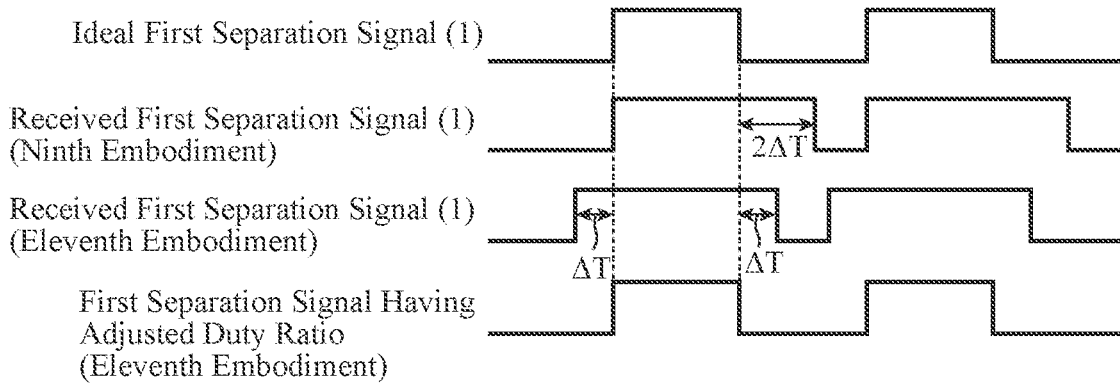 Ideal First Separation Signal (1)
Received First Separation Signal (1)
(Ninth Embodiment)
2ΔT
Received First Separation Signal (1)
(Eleventh Embodiment)
ΔT
ΔT
First Separation Signal Having
Adjusted Duty Ratio
(Eleventh Embodiment)